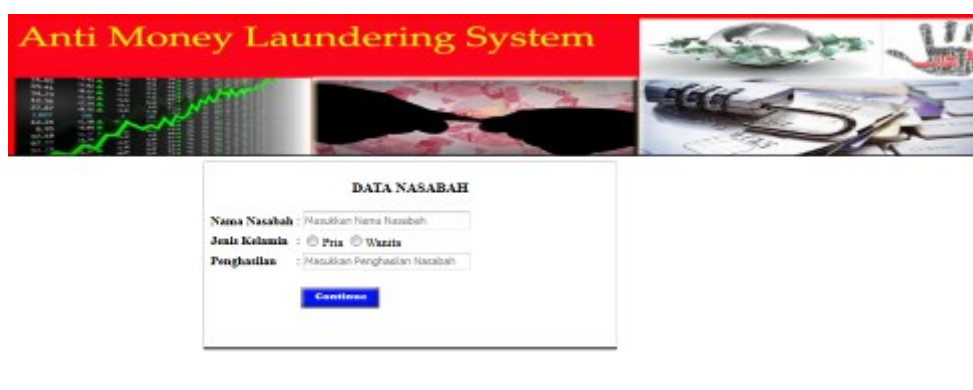 Anti Money Laundering System
DATA NASABAH
Nama Nasabah : Masukkan Nama Nasabah
Jenis Kelamin : Pria Wanita
Penghasilan : Masukkan Penghasilan Nasabah
Continue